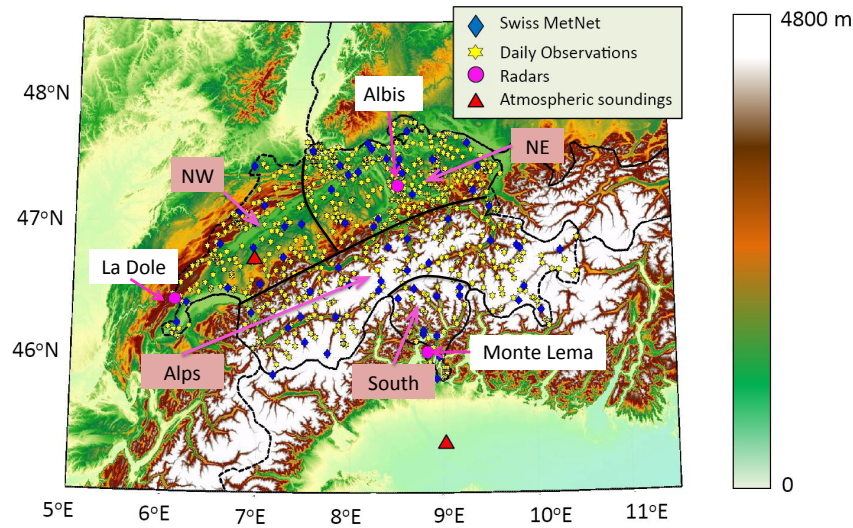 Swiss MetNet
Daily Observations
Radars
Atmospheric soundings
4800 m
48°N
Albis
NW
NE
47°N
La Dole
46°N
Alps
South
Monte Lema
0
5°E
6°E
7°E
8°E
9°E
10°E
11°E